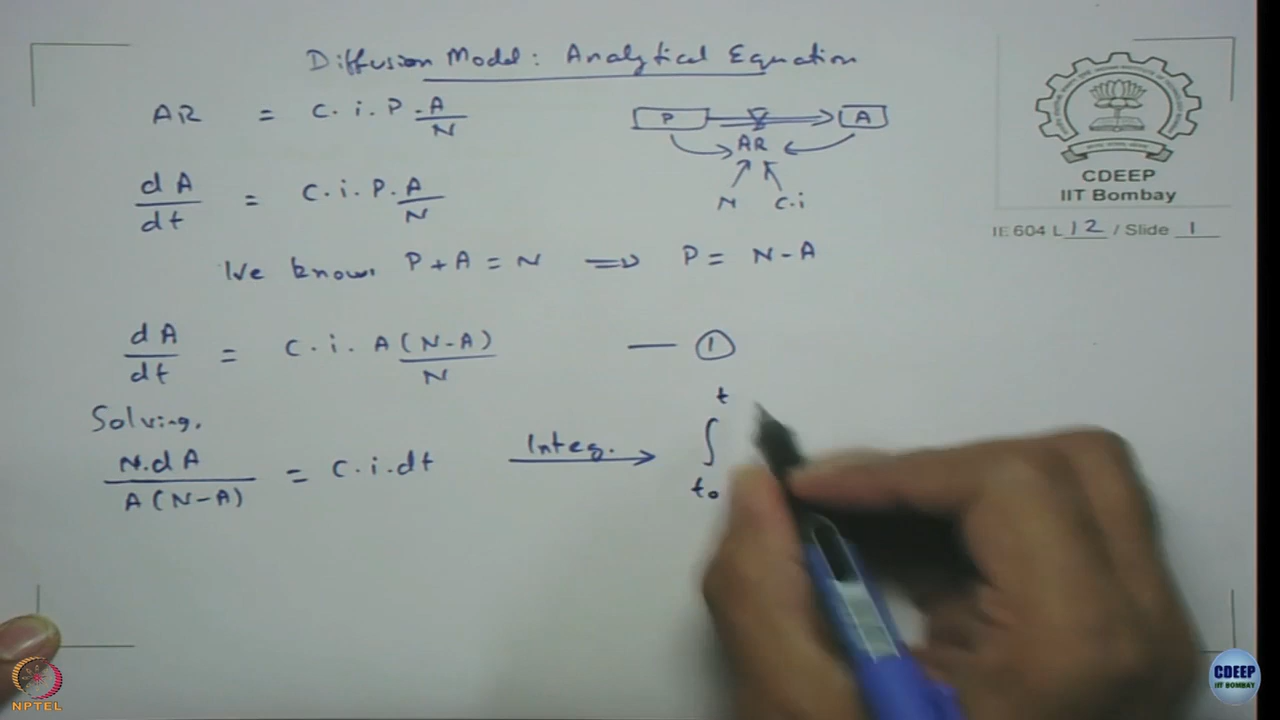 Diffusion Model: Analytical Equation
AR = C.i.P.A/N
P A
AR
N C.i
dA/dt = C.i.P.A/N
We know P + A = N ⟹ P = N-A
dA/dt = C.i.A(N-A)/N — ①
Solving.
N.dA/A(N-A) = C.i.dt Integ. → ∫ t t₀
CDEEP
IIT Bombay
IE 604 L 12 / Slide 1
NPTEL
CDEEP
IIT BOMBAY